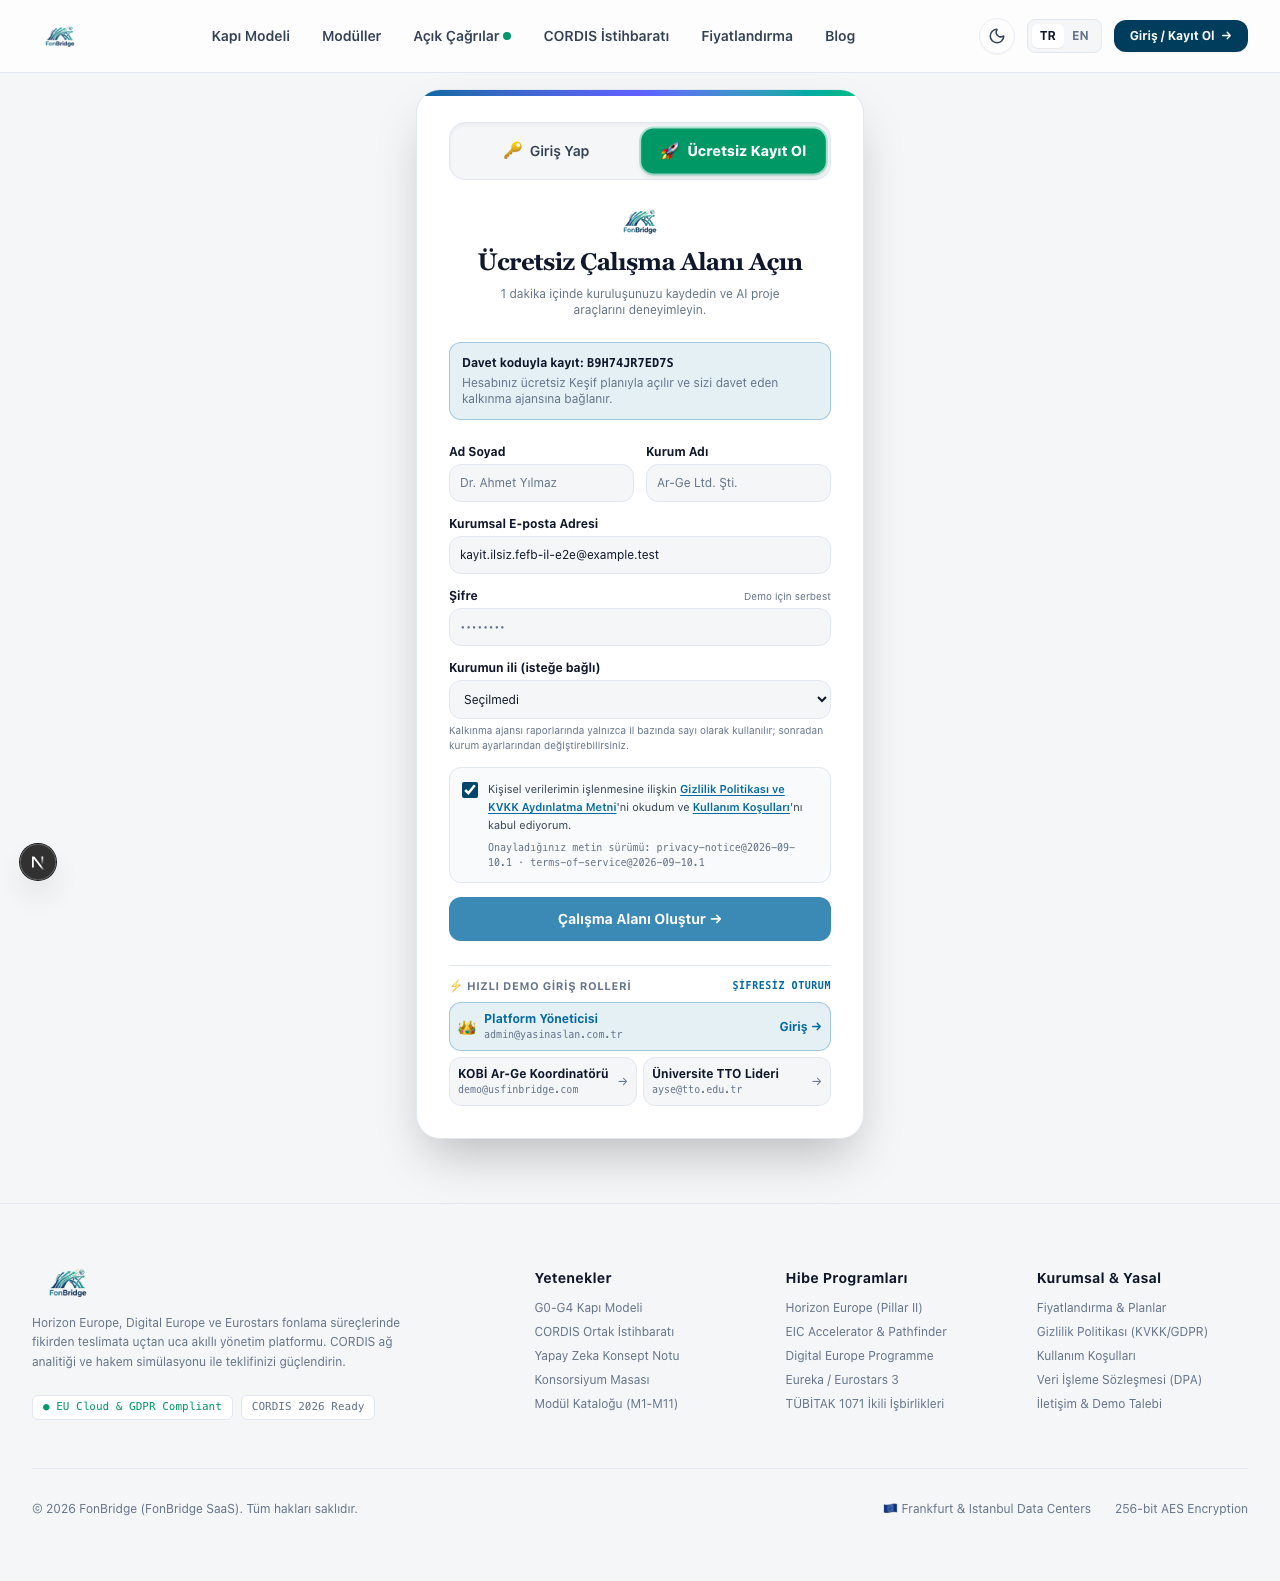 FonBridge
Kapı Modeli
Modüller
Açık Çağrılar
CORDIS İstihbaratı
Fiyatlandırma
Blog
TR
EN
Giriş / Kayıt Ol →
🔑 Giriş Yap
🚀 Ücretsiz Kayıt Ol
FonBridge
Ücretsiz Çalışma Alanı Açın
1 dakika içinde kuruluşunuzu kaydedin ve AI proje
araçlarını deneyimleyin.
Davet koduyla kayıt: B9H74JR7ED7S
Hesabınız ücretsiz Keşif planıyla açılır ve sizi davet eden
kalkınma ajansına bağlanır.
Ad Soyad
Kurum Adı
Dr. Ahmet Yılmaz
Ar-Ge Ltd. Şti.
Kurumsal E-posta Adresi
kayit.ilsiz.fefb-il-e2e@example.test
Şifre
Demo için serbest
••••••••
Kurumun ili (isteğe bağlı)
Seçilmedi
Kalkınma ajansı raporlarında yalnızca il bazında sayı olarak kullanılır; sonradan
kurum ayarlarından değiştirebilirsiniz.
Kişisel verilerimin işlenmesine ilişkin Gizlilik Politikası ve
KVKK Aydınlatma Metni'ni okudum ve Kullanım Koşulları'nı
kabul ediyorum.
Onayladığınız metin sürümü: privacy-notice@2026-09-
10.1 · terms-of-service@2026-09-10.1
N
Çalışma Alanı Oluştur →
⚡ HIZLI DEMO GİRİŞ ROLLERİ
ŞİFRESİZ OTURUM
Platform Yöneticisi
admin@yasinaslan.com.tr
Giriş →
KOBİ Ar-Ge Koordinatörü
demo@usfinbridge.com
→
Üniversite TTO Lideri
ayse@tto.edu.tr
→
FonBridge
Horizon Europe, Digital Europe ve Eurostars fonlama süreçlerinde
fikirden teslimata uçtan uca akıllı yönetim platformu. CORDIS ağ
analitiği ve hakem simülasyonu ile teklifinizi güçlendirin.
● EU Cloud & GDPR Compliant
CORDIS 2026 Ready
Yetenekler
G0-G4 Kapı Modeli
CORDIS Ortak İstihbaratı
Yapay Zeka Konsept Notu
Konsorsiyum Masası
Modül Kataloğu (M1-M11)
Hibe Programları
Horizon Europe (Pillar II)
EIC Accelerator & Pathfinder
Digital Europe Programme
Eureka / Eurostars 3
TÜBİTAK 1071 İkili İşbirlikleri
Kurumsal & Yasal
Fiyatlandırma & Planlar
Gizlilik Politikası (KVKK/GDPR)
Kullanım Koşulları
Veri İşleme Sözleşmesi (DPA)
İletişim & Demo Talebi
© 2026 FonBridge (FonBridge SaaS). Tüm hakları saklıdır.
🇪🇺 Frankfurt & Istanbul Data Centers
256-bit AES Encryption